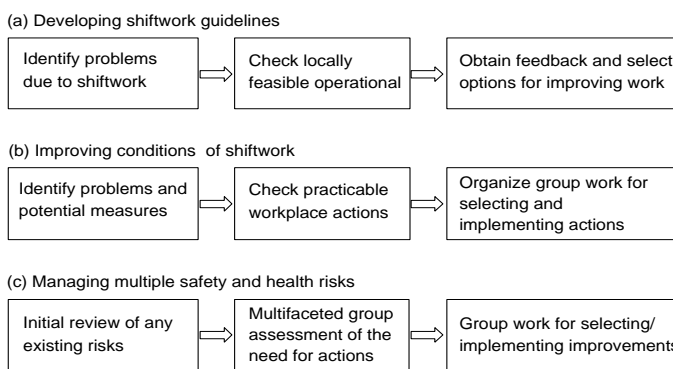 (a) Developing shiftwork guidelines
Identify problems
due to shiftwork
Check locally
feasible operational
Obtain feedback and select
options for improving work
(b) Improving conditions of shiftwork
Identify problems and
potential measures
Check practicable
workplace actions
Organize group work for
selecting and
implementing actions
(c) Managing multiple safety and health risks
Initial review of any
existing risks
Multifaceted group
assessment of the
need for actions
Group work for selecting/
implementing improvements